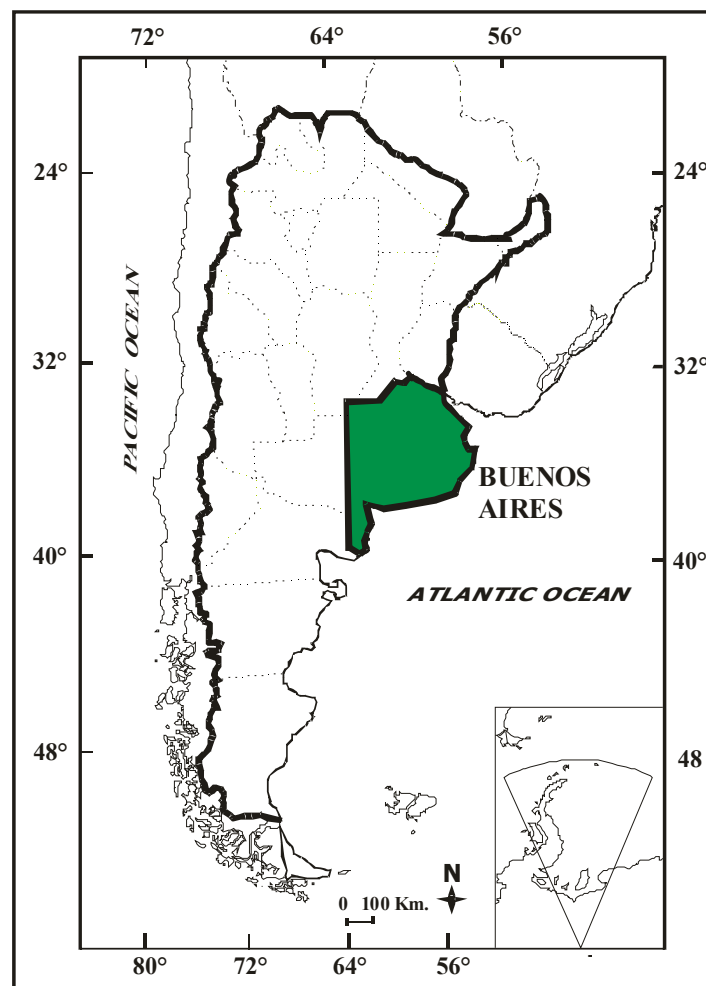 72° 64° 56°
24° 24°
PACIFIC OCEAN
32° 32°
BUENOS
AIRES
40° 40°
ATLANTIC OCEAN
48° 48
N
0 100 Km.
80° 72° 64° 56°